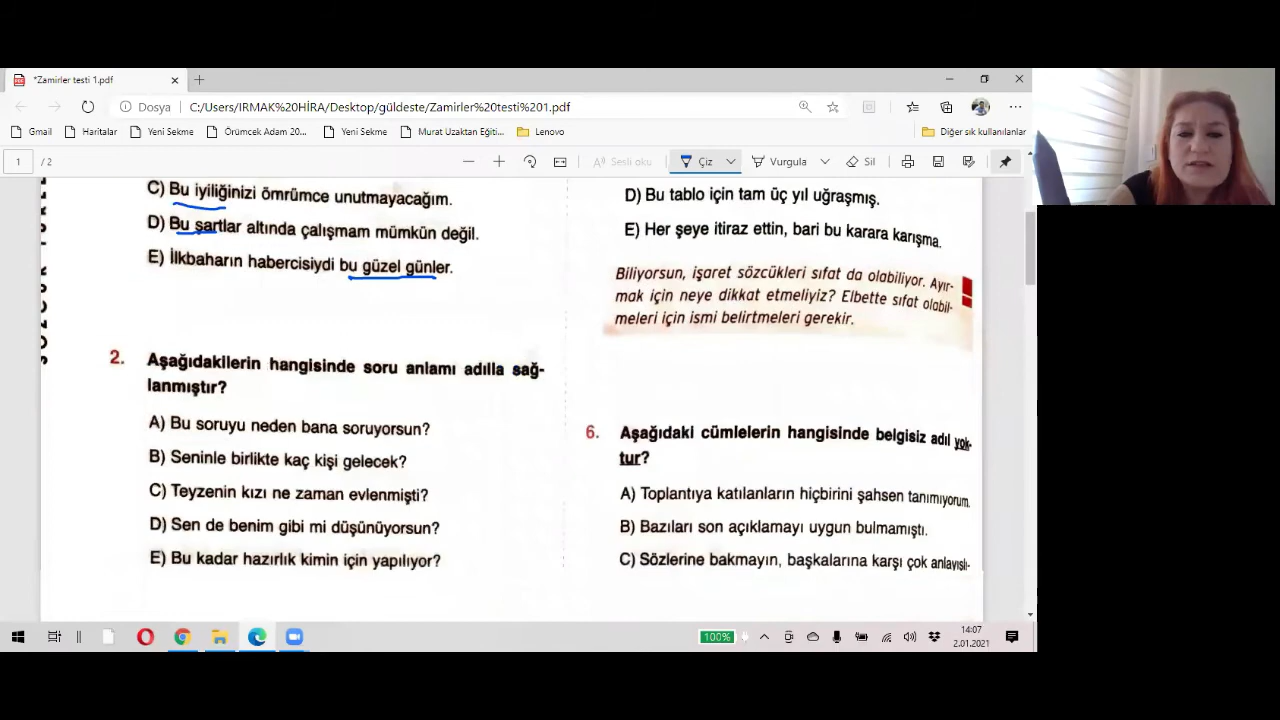 *Zamirler testi 1.pdf
Dosya
C:/Users/IRMAK%20HİRA/Desktop/güldeste/Zamirler%20testi%201.pdf
Gmail
Haritalar
Yeni Sekme
Örümcek Adam 20...
Yeni Sekme
Murat Uzaktan Eğiti...
Lenovo
Diğer sık kullanılanlar
1 / 2
Sesli oku
Çiz
Vurgula
Sil
C) Bu iyiliğinizi ömrümce unutmayacağım.
D) Bu şartlar altında çalışmam mümkün değil.
E) İlkbaharın habercisiydi bu güzel günler.
2. Aşağıdakilerin hangisinde soru anlamı adılla sağ-
lanmıştır?
A) Bu soruyu neden bana soruyorsun?
B) Seninle birlikte kaç kişi gelecek?
C) Teyzenin kızı ne zaman evlenmişti?
D) Sen de benim gibi mi düşünüyorsun?
E) Bu kadar hazırlık kimin için yapılıyor?
D) Bu tablo için tam üç yıl uğraşmış.
E) Her şeye itiraz ettin, bari bu karara karışma.
Biliyorsun, işaret sözcükleri sıfat da olabiliyor. Ayır-
mak için neye dikkat etmeliyiz? Elbette sıfat olabil-
meleri için ismi belirtmeleri gerekir.
6. Aşağıdaki cümlelerin hangisinde belgisiz adıl yok-
tur?
A) Toplantıya katılanların hiçbirini şahsen tanımıyorum.
B) Bazıları son açıklamayı uygun bulmamıştı.
C) Sözlerine bakmayın, başkalarına karşı çok anlayışlı-
100%
14:07
2.01.2021